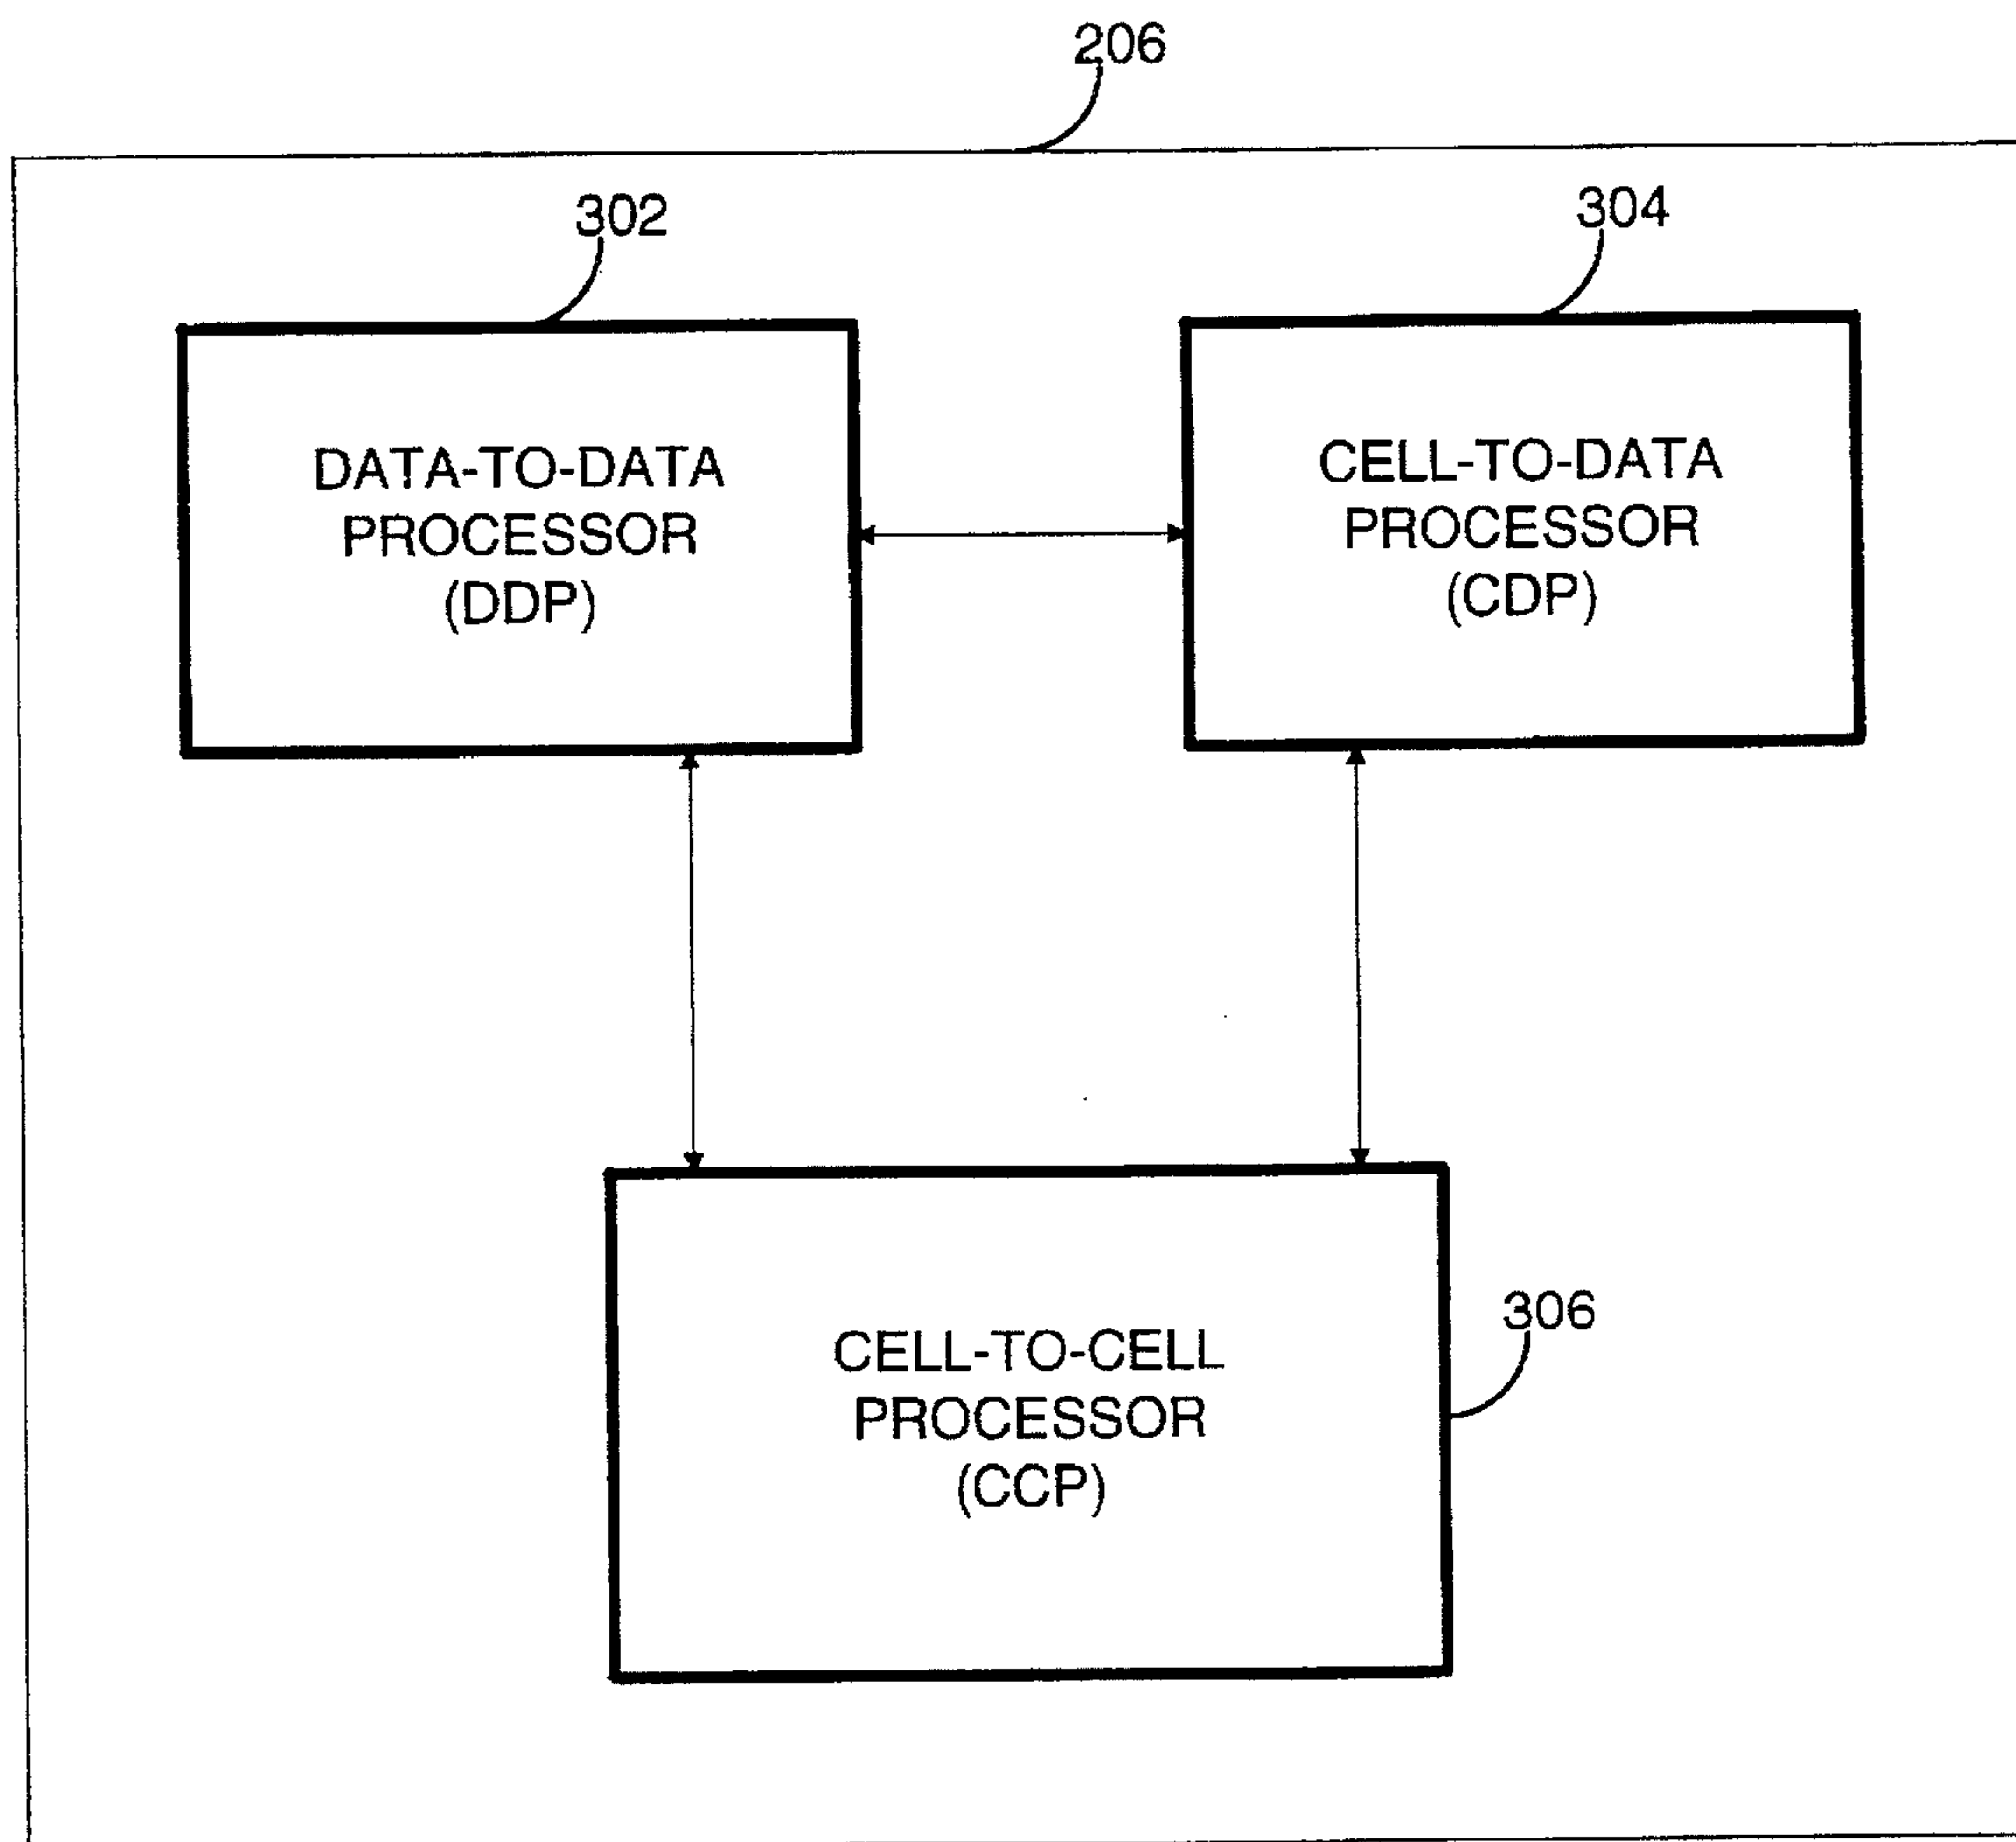 206
302
304
DATA-TO-DATA
PROCESSOR
(DDP)
CELL-TO-DATA
PROCESSOR
(CDP)
306
CELL-TO-CELL
PROCESSOR
(CCP)